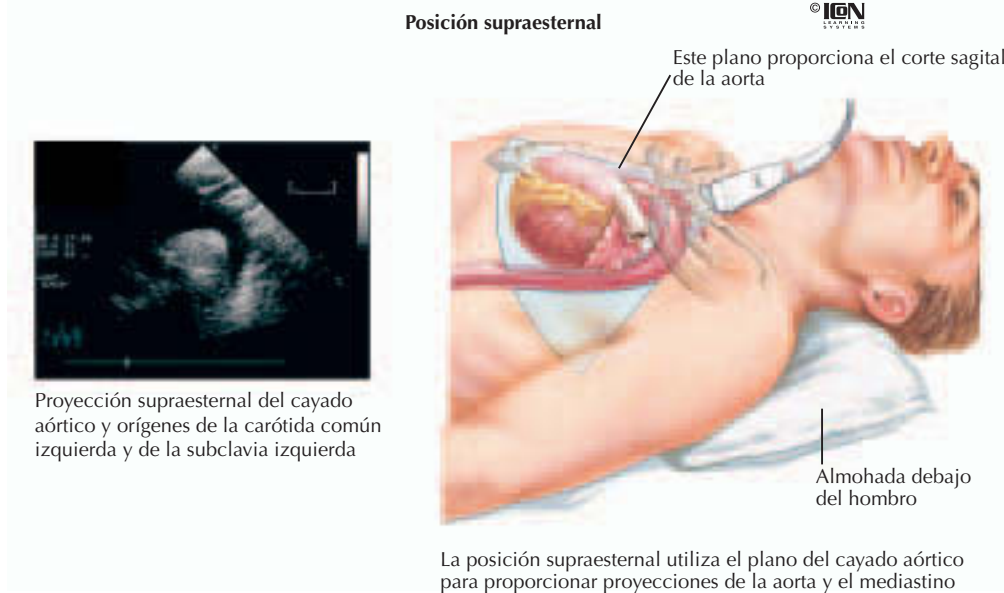 Posición supraesternal
© ICON
LEARNING
SYSTEMS
Este plano proporciona el corte sagital
de la aorta
Proyección supraesternal del cayado
aórtico y orígenes de la carótida común
izquierda y de la subclavia izquierda
Almohada debajo
del hombro
La posición supraesternal utiliza el plano del cayado aórtico
para proporcionar proyecciones de la aorta y el mediastino